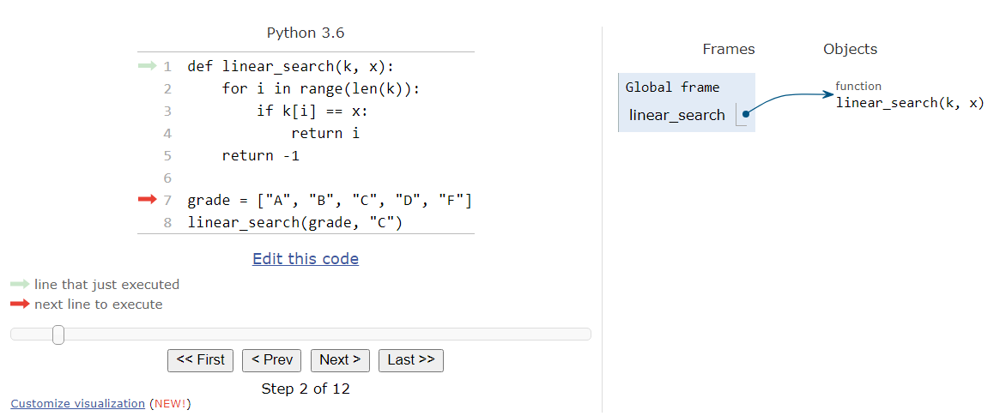 Python 3.6
1 def linear_search(k, x):
2     for i in range(len(k)):
3         if k[i] == x:
4             return i
5     return -1
6
7 grade = ["A", "B", "C", "D", "F"]
8 linear_search(grade, "C")
Edit this code
line that just executed
next line to execute
<< First < Prev Next > Last >>
Step 2 of 12
Customize visualization (NEW!)
Frames Objects
Global frame
linear_search
function
linear_search(k, x)